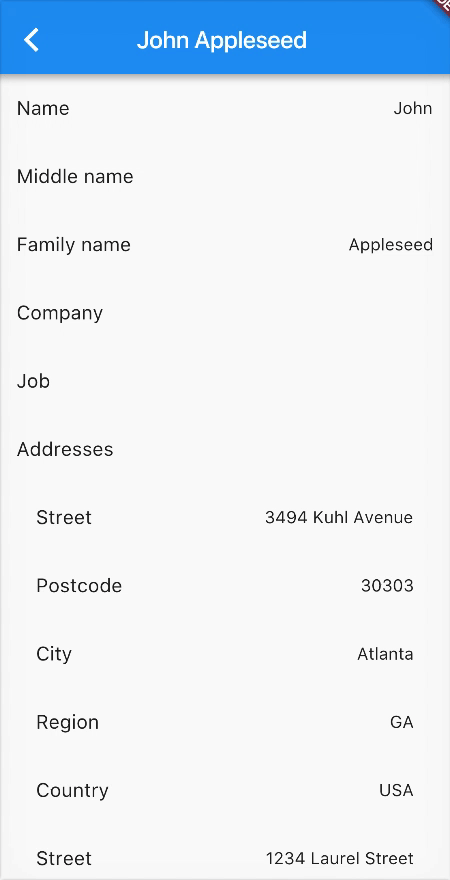 John Appleseed
Name John
Middle name
Family name Appleseed
Company
Job
Addresses
Street 3494 Kuhl Avenue
Postcode 30303
City Atlanta
Region GA
Country USA
Street 1234 Laurel Street